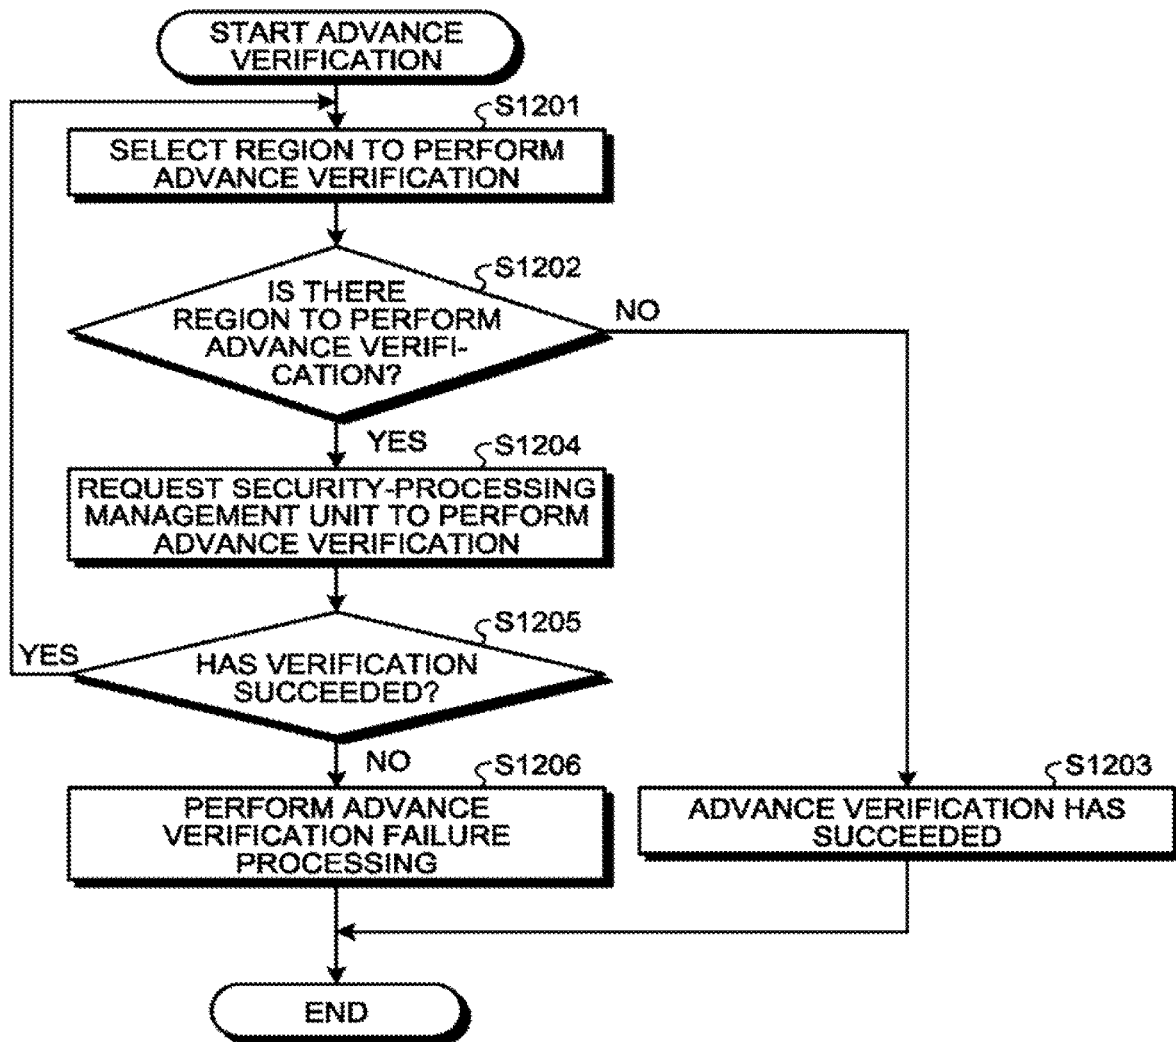 START ADVANCE
VERIFICATION
S1201
SELECT REGION TO PERFORM
ADVANCE VERIFICATION
S1202
IS THERE
REGION TO PERFORM
ADVANCE VERIFI-
CATION?
NO
YES
S1204
REQUEST SECURITY-PROCESSING
MANAGEMENT UNIT TO PERFORM
ADVANCE VERIFICATION
S1205
YES
HAS VERIFICATION
SUCCEEDED?
NO
S1206
PERFORM ADVANCE
VERIFICATION FAILURE
PROCESSING
S1203
ADVANCE VERIFICATION HAS
SUCCEEDED
END